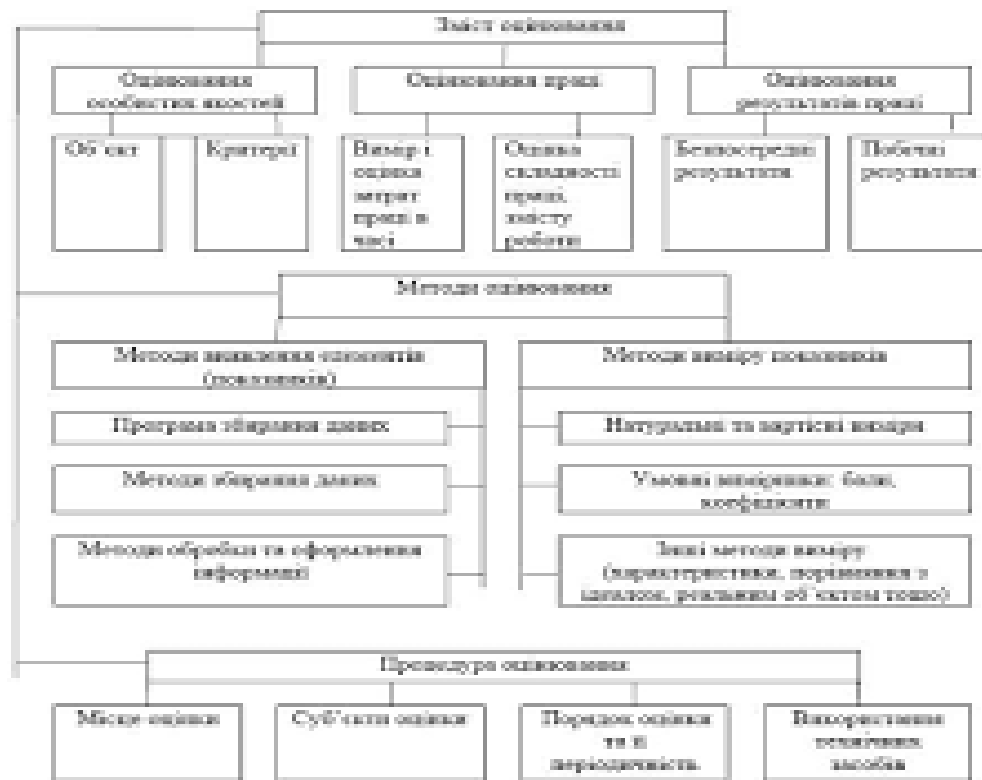 Зміст оцінювання
Оцінювання
особистих якостей
Оцінювання праці
Оцінювання
результатів праці
Об`єкт
Критерії
Вимір і
оцінка
затрат
праці в
часі
Оцінка
складності
праці,
змісту
роботи
Безпосередні
результати
Побічні
результати
Методи оцінювання
Методи виявлення елементів
(показників)
Методи виміру показників
Програма збирання даних
Методи збирання даних
Методи обробки та оформлення
інформації
Натуральні та вартісні виміри
Умовні вимірники: бали,
коефіцієнти
Інші методи виміру
(характеристики, порівняння з
ідеалом, реальним об`єктом тощо)
Процедура оцінювання
Місце оцінки
Суб`єкти оцінки
Порядок оцінки
та її
періодичність
Використання
технічних
засобів